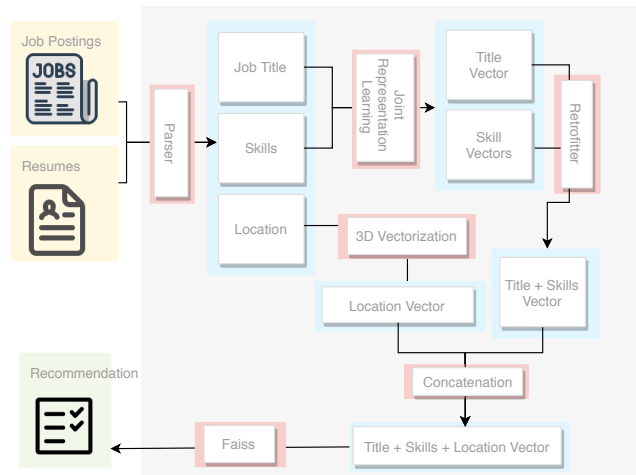 Job Postings
JOBS
Resumes
Parser
Job Title
Skills
Location
Joint
Representation
Learning
Title
Vector
Skill
Vectors
Retrofitter
3D Vectorization
Location Vector
Title + Skills
Vector
Concatenation
Title + Skills + Location Vector
Faiss
Recommendation